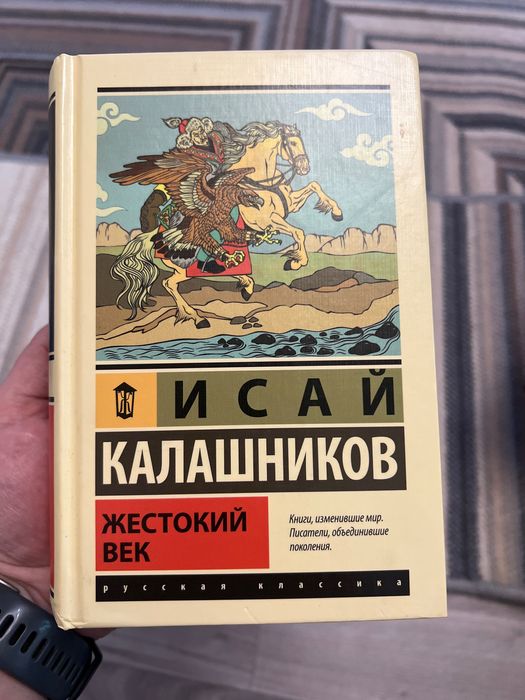 ИСАЙ
КАЛАШНИКОВ
ЖЕСТОКИЙ
ВЕК
Книги, изменившие мир.
Писатели, объединившие
поколения.
русская классика